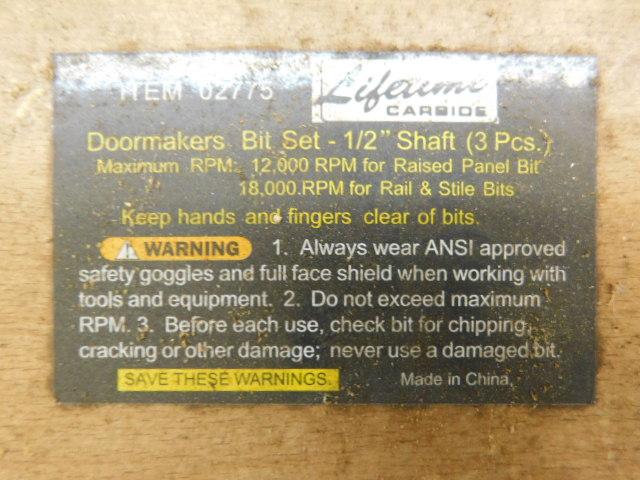 ITEM 02775
Lifetime
CARBIDE
Doormakers Bit Set - 1/2" Shaft (3 Pcs.)
Maximum RPM: 12,000 RPM for Raised Panel Bit
18,000 RPM for Rail & Stile Bits
Keep hands and fingers clear of bits.
WARNING 1. Always wear ANSI approved
safety goggles and full face shield when working with
tools and equipment. 2. Do not exceed maximum
RPM. 3. Before each use, check bit for chipping,
cracking or other damage; never use a damaged bit.
SAVE THESE WARNINGS. Made in China.